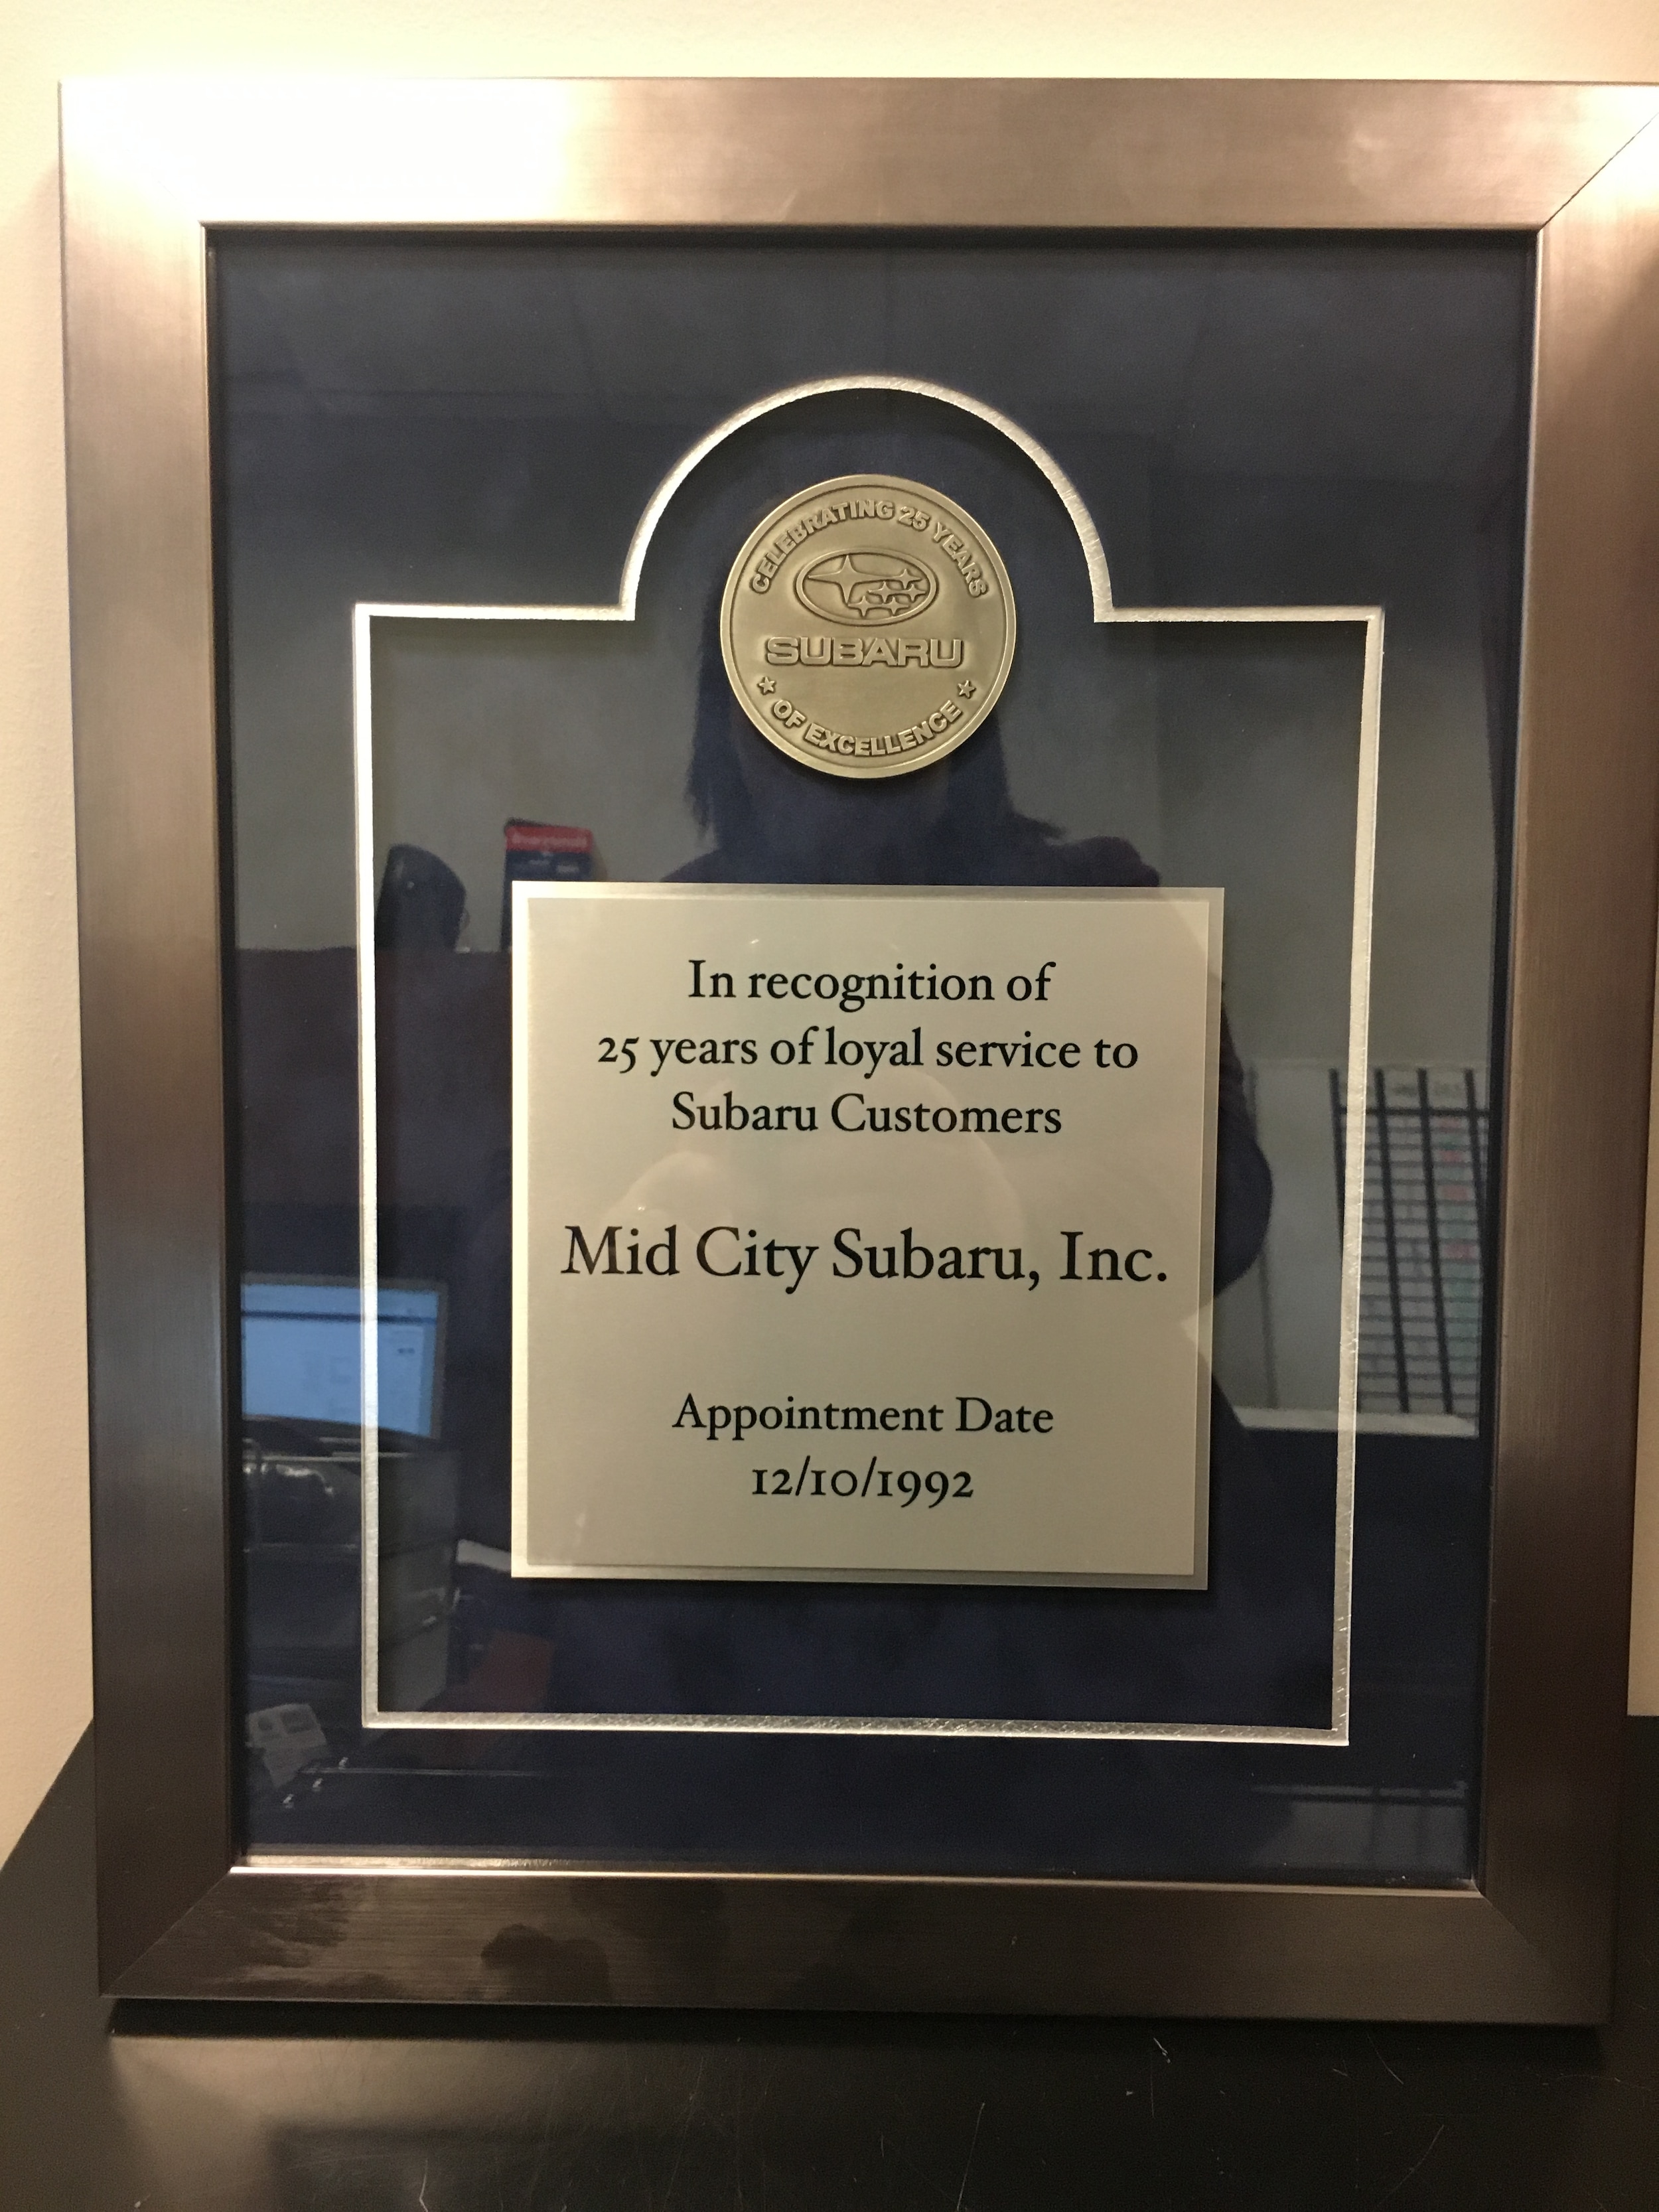 CELEBRATING 25 YEARS
SUBARU
OF EXCELLENCE
In recognition of
25 years of loyal service to
Subaru Customers
Mid City Subaru, Inc.
Appointment Date
12/10/1992